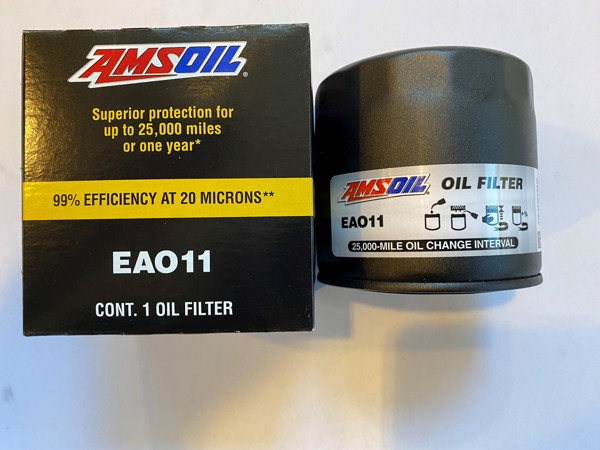 AMSOIL®
Superior protection for
up to 25,000 miles
or one year*
99% EFFICIENCY AT 20 MICRONS**
EAO11
CONT. 1 OIL FILTER
AMSOIL OIL FILTER
EAO11
25,000-MILE OIL CHANGE INTERVAL